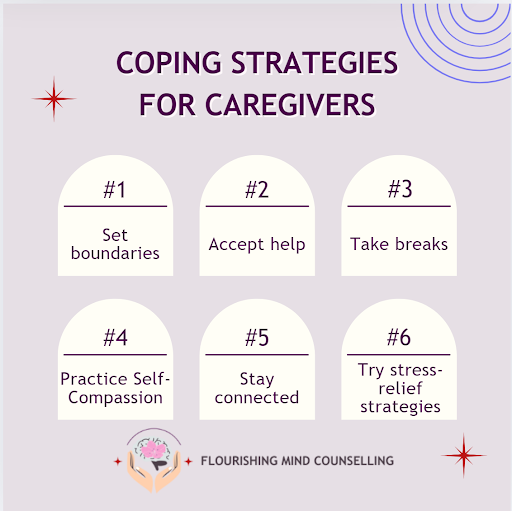 COPING STRATEGIES
FOR CAREGIVERS
#1
Set
boundaries
#2
Accept help
#3
Take breaks
#4
Practice Self-
Compassion
#5
Stay
connected
#6
Try stress-
relief
strategies
FLOURISHING MIND COUNSELLING